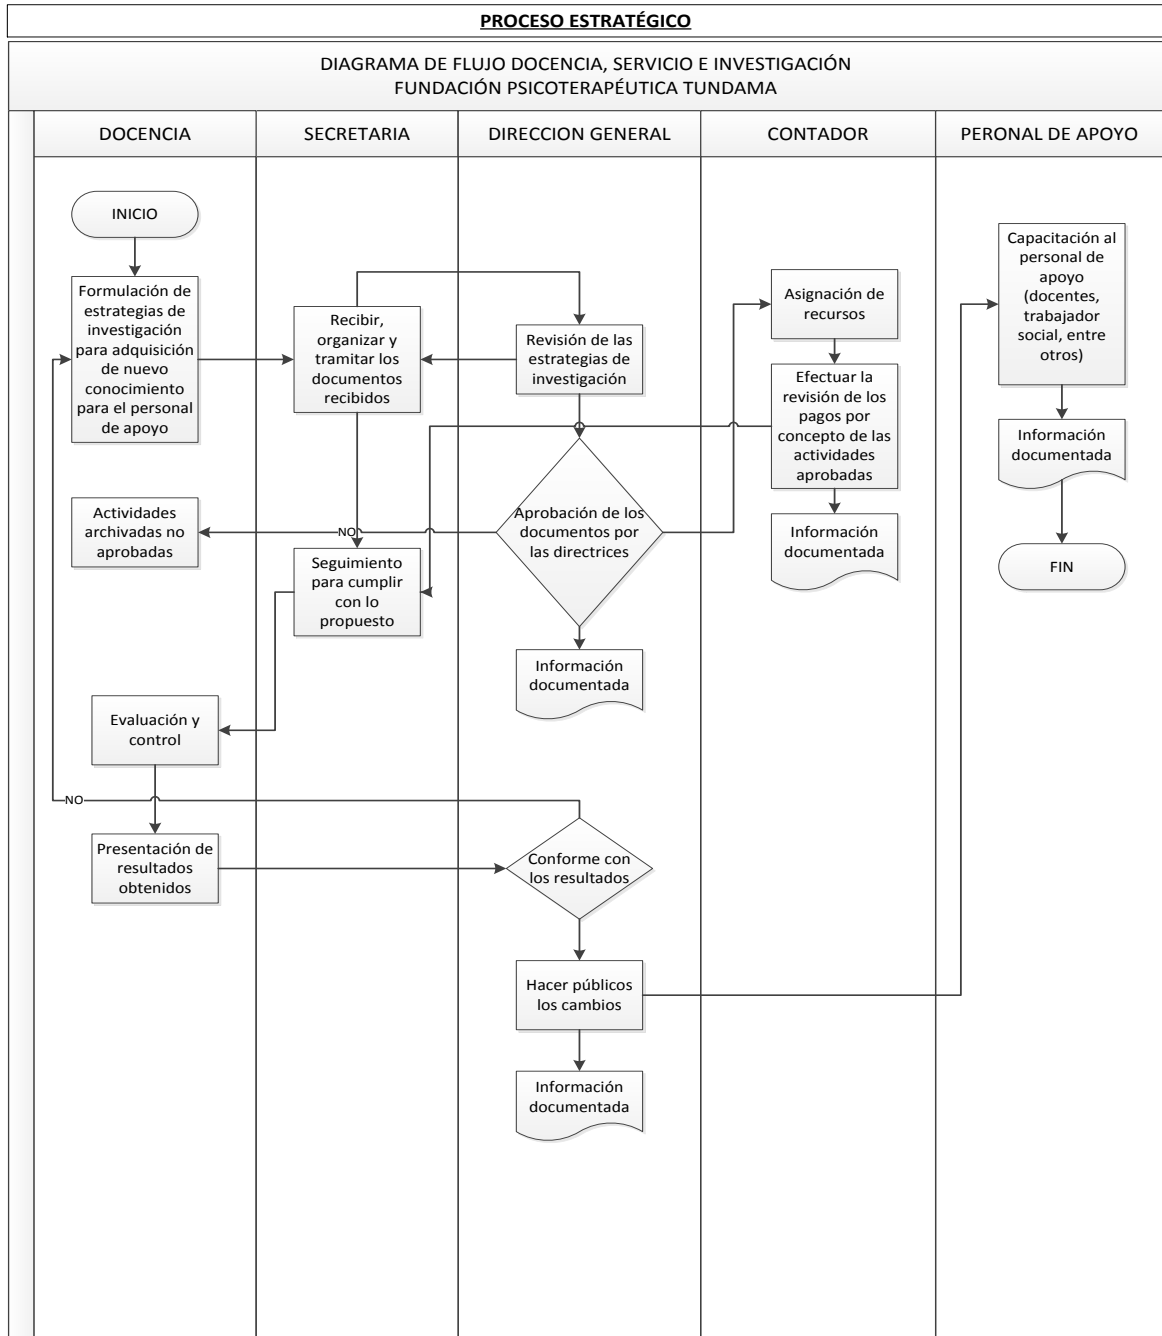 PROCESO ESTRATÉGICO
DIAGRAMA DE FLUJO DOCENCIA, SERVICIO E INVESTIGACIÓN
FUNDACIÓN PSICOTERAPÉUTICA TUNDAMA
DOCENCIA
SECRETARIA
DIRECCION GENERAL
CONTADOR
PERONAL DE APOYO
INICIO
Formulación de
estrategias de
investigación
para adquisición
de nuevo
conocimiento
para el personal
de apoyo
Recibir,
organizar y
tramitar los
documentos
recibidos
Revisión de las
estrategias de
investigación
Asignación de
recursos
Efectuar la
revisión de los
pagos por
concepto de las
actividades
aprobadas
Información
documentada
Capacitación al
personal de
apoyo
(docentes,
trabajador
social, entre
otros)
Información
documentada
FIN
Actividades
archivadas no
aprobadas
NO
Aprobación de los
documentos por
las directrices
Seguimiento
para cumplir
con lo
propuesto
Información
documentada
Evaluación y
control
NO
Presentación de
resultados
obtenidos
Conforme con
los resultados
Hacer públicos
los cambios
Información
documentada